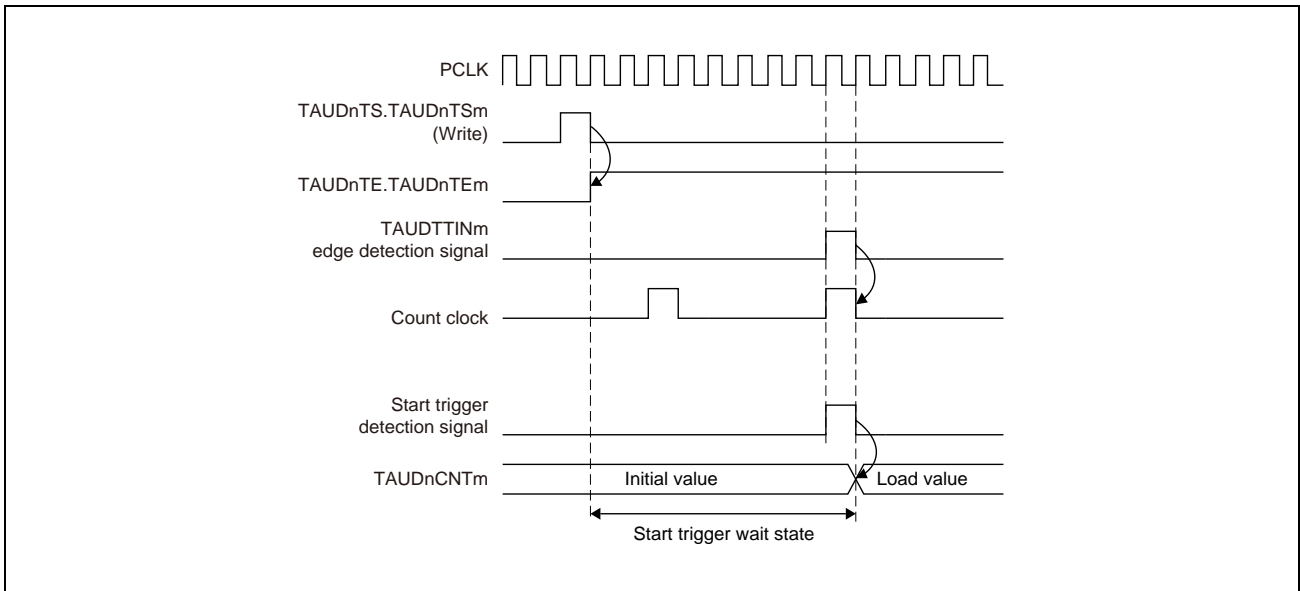 PCLK
TAUDnTS.TAUDnTSm
(Write)
TAUDnTE.TAUDnTEm
TAUDTTINm
edge detection signal
Count clock
Start trigger
detection signal
TAUDnCNTm
Initial value
Load value
Start trigger wait state